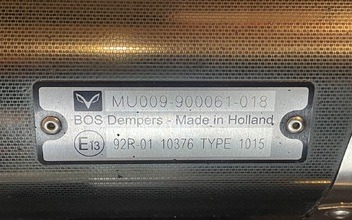 MU009-900061-018
BOS Dempers - Made in Holland
E13 92R-01 10376 TYPE 1015